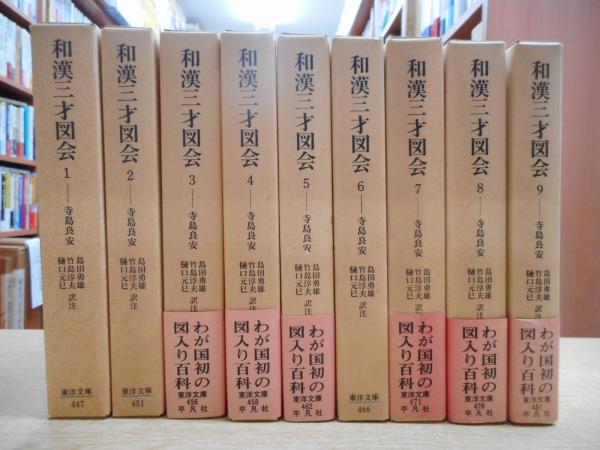 和漢三才図会 1 ── 寺島良安
島田勇雄
竹島淳夫
樋口元巳
訳注
東洋文庫
447
和漢三才図会 2 ── 寺島良安
島田勇雄
竹島淳夫
樋口元巳
訳注
東洋文庫
451
和漢三才図会 3 ── 寺島良安
島田勇雄
竹島淳夫
樋口元巳
訳注
わが国初の
図入り百科
東洋文庫
456
平凡社
和漢三才図会 4 ── 寺島良安
島田勇雄
竹島淳夫
樋口元巳
訳注
わが国初の
図入り百科
東洋文庫
458
平凡社
和漢三才図会 5 ── 寺島良安
島田勇雄
竹島淳夫
樋口元巳
訳注
わが国初の
図入り百科
東洋文庫
462
平凡社
和漢三才図会 6 ── 寺島良安
島田勇雄
竹島淳夫
樋口元巳
訳注
東洋文庫
466
和漢三才図会 7 ── 寺島良安
島田勇雄
竹島淳夫
樋口元巳
訳注
わが国初の
図入り百科
東洋文庫
471
平凡社
和漢三才図会 8 ── 寺島良安
島田勇雄
竹島淳夫
樋口元巳
訳注
わが国初の
図入り百科
東洋文庫
476
平凡社
和漢三才図会 9 ── 寺島良安
島田勇雄
竹島淳夫
樋口元巳
訳注
わが国初の
図入り百科
東洋文庫
481
平凡社